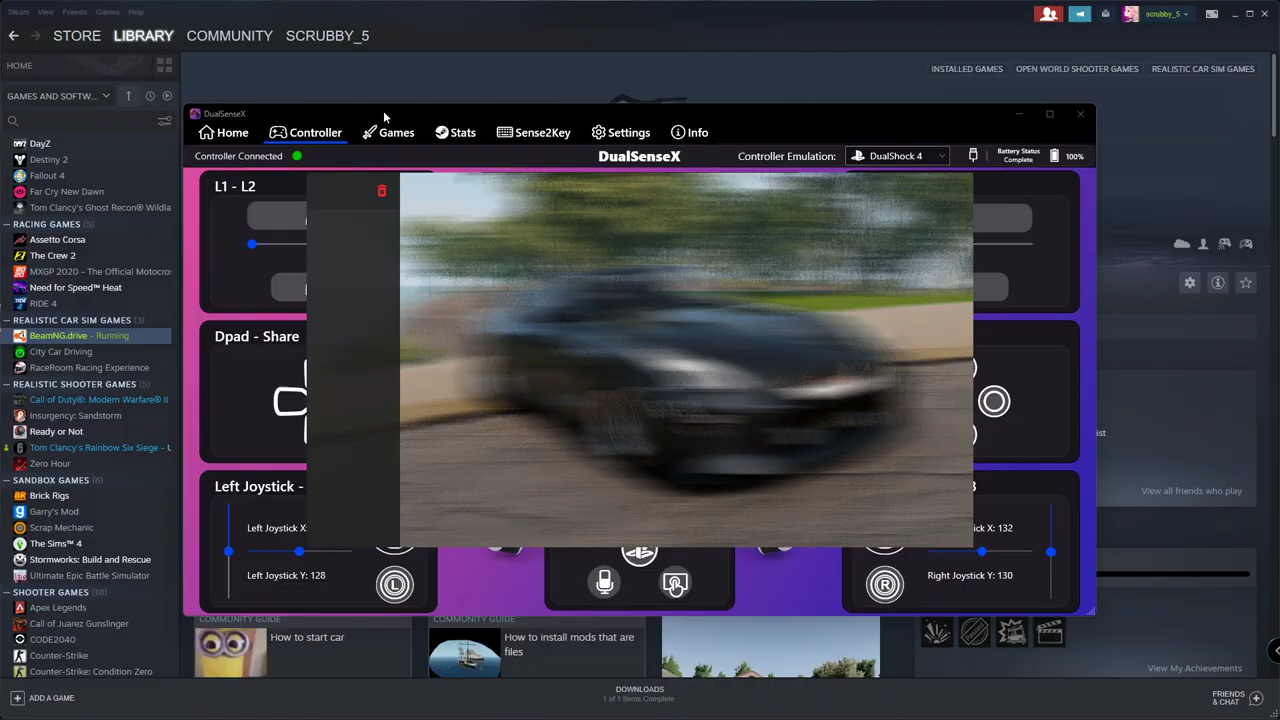 Steam View Friends Games Help
scrubby_5
STORE LIBRARY COMMUNITY SCRUBBY_5
HOME
INSTALLED GAMES OPEN WORLD SHOOTER GAMES REALISTIC CAR SIM GAMES
GAMES AND SOFTW...
DayZ
Destiny 2
Fallout 4
Far Cry New Dawn
Tom Clancy's Ghost Recon® Wildla
RACING GAMES (5)
Assetto Corsa
The Crew 2
MXGP 2020 - The Official Motocros
Need for Speed™ Heat
RIDE 4
REALISTIC CAR SIM GAMES (3)
BeamNG.drive - Running
City Car Driving
RaceRoom Racing Experience
REALISTIC SHOOTER GAMES (5)
Call of Duty®: Modern Warfare® II
Insurgency: Sandstorm
Ready or Not
Tom Clancy's Rainbow Six Siege - U
Zero Hour
SANDBOX GAMES (6)
Brick Rigs
Garry's Mod
Scrap Mechanic
The Sims™ 4
Stormworks: Build and Rescue
Ultimate Epic Battle Simulator
SHOOTER GAMES (18)
Apex Legends
Call of Juarez Gunslinger
CODE2040
Counter-Strike
Counter-Strike: Condition Zero
ADD A GAME
DualSenseX
Home Controller Games Stats Sense2Key Settings Info
Controller Connected
DualSenseX
Controller Emulation: DualShock 4
Battery Status
Complete
100%
L1 - L2
Dpad - Share
Left Joystick -
Left Joystick X:
Left Joystick Y: 128
L
3
ck X: 132
Right Joystick Y: 130
R
ist
View all friends who play
COMMUNITY GUIDE
How to start car
COMMUNITY GUIDE
How to install mods that are
files
View My Achievements
DOWNLOADS
1 of 1 Items Complete
FRIENDS
& CHAT